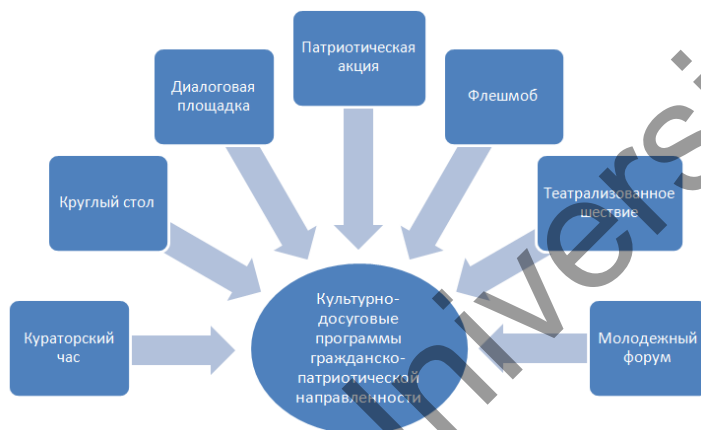 Патриотическая
акция
Диалоговая
площадка
Флешмоб
Круглый стол
Театрализованное
шествие
Кураторский
час
Культурно-
досуговые
программы
гражданско-
патриотической
направленности
Молодежный
форум